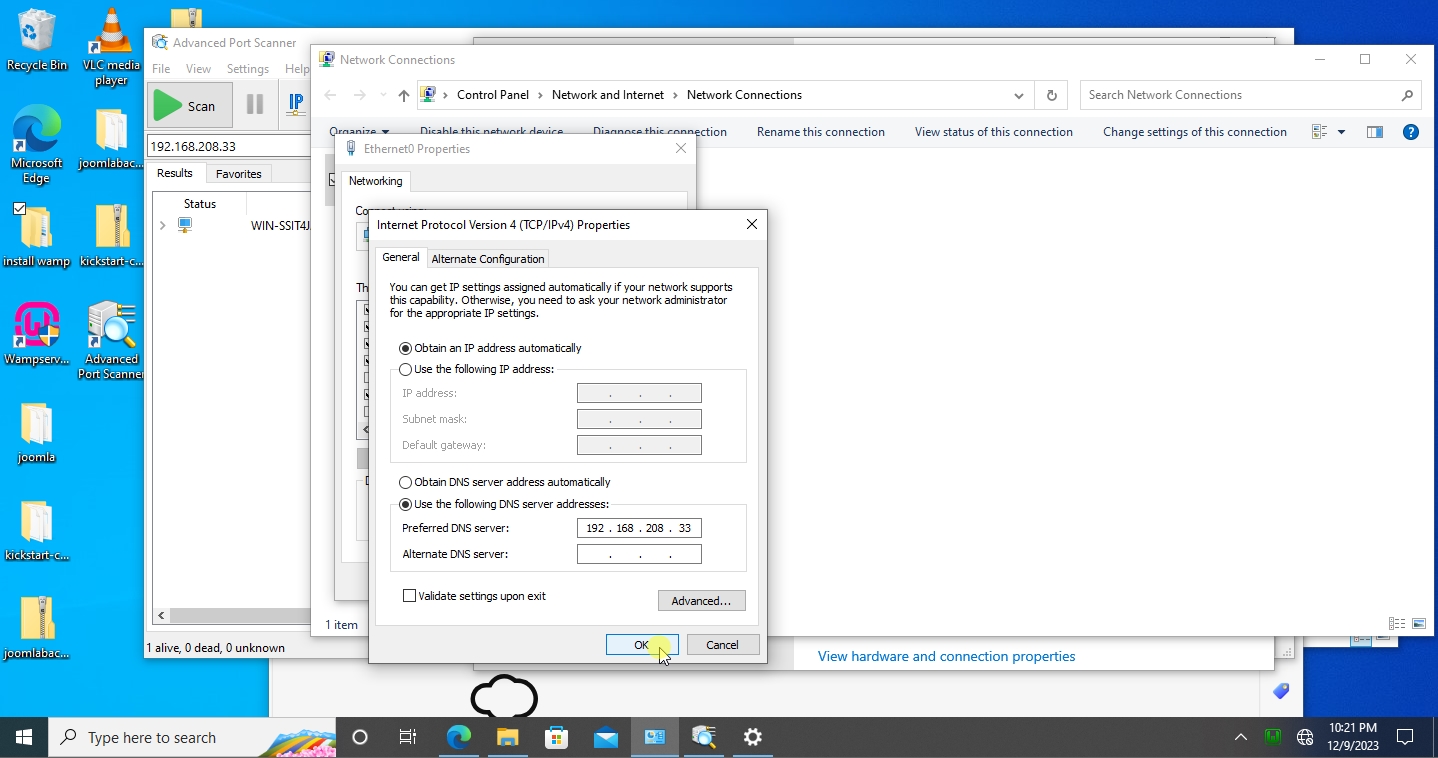 Recycle Bin
VLC media
player
Microsoft
Edge
joomlabac...
install wamp
kickstart-c...
Wampserv...
Advanced
Port Scanner
joomla
kickstart-c...
joomlabac...
Advanced Port Scanner
File View Settings Help
Scan
IP
192.168.208.33
Results Favorites
Status
WIN-SSIT4J
1 alive, 0 dead, 0 unknown
Network Connections
Control Panel › Network and Internet › Network Connections
Search Network Connections
Organize Disable this network device Diagnose this connection Rename this connection View status of this connection Change settings of this connection
1 item
Ethernet0 Properties
Networking
Internet Protocol Version 4 (TCP/IPv4) Properties
General Alternate Configuration
You can get IP settings assigned automatically if your network supports
this capability. Otherwise, you need to ask your network administrator
for the appropriate IP settings.
Obtain an IP address automatically
Use the following IP address:
IP address: . . .
Subnet mask: . . .
Default gateway: . . .
Obtain DNS server address automatically
Use the following DNS server addresses:
Preferred DNS server: 192 . 168 . 208 . 33
Alternate DNS server: . . .
Validate settings upon exit
Advanced...
OK Cancel
View hardware and connection properties
Type here to search
10:21 PM
12/9/2023